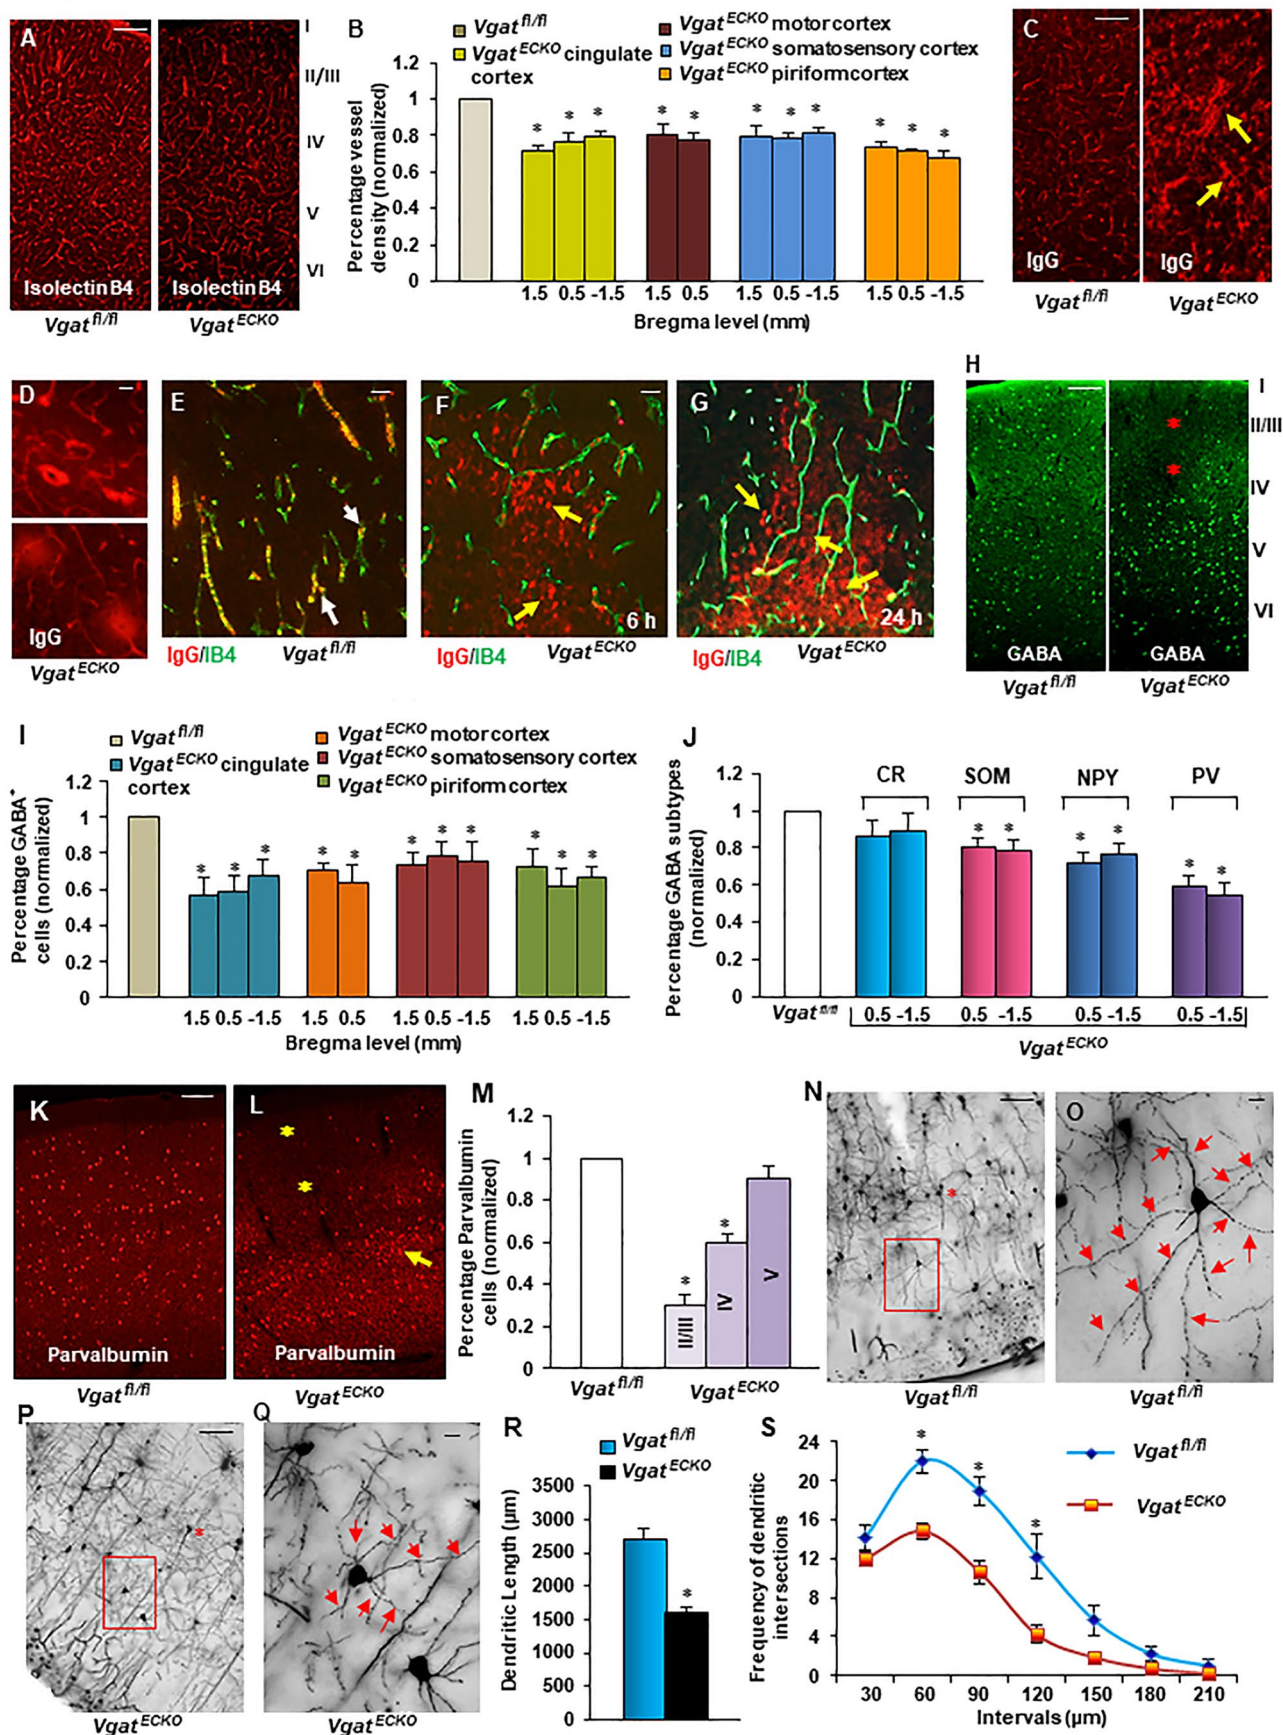 A
Isolectin B4
Vgat fl/fl
Isolectin B4
Vgat ECKO
I
II/III
IV
V
VI
B
Vgat fl/fl
Vgat ECKO cingulate
cortex
Vgat ECKO motor cortex
Vgat ECKO somatosensory cortex
Vgat ECKO piriform cortex
Percentage vessel
density (normalized)
1.2
1
0.8
0.6
0.4
0.2
0
* * * * * * * * * * *
1.5 0.5 -1.5 1.5 0.5 1.5 0.5 -1.5 1.5 0.5 -1.5
Bregma level (mm)
C
IgG
Vgat fl/fl
IgG
Vgat ECKO
D
IgG
Vgat ECKO
E
IgG/IB4
Vgat fl/fl
F
6 h
IgG/IB4
Vgat ECKO
G
24 h
IgG/IB4
Vgat ECKO
H
GABA
Vgat fl/fl
*
*
GABA
Vgat ECKO
I
II/III
IV
V
VI
I
Vgat fl/fl
Vgat ECKO cingulate
cortex
Vgat ECKO motor cortex
Vgat ECKO somatosensory cortex
Vgat ECKO piriform cortex
Percentage GABA+
cells (normalized)
1.2
1
0.8
0.6
0.4
0.2
0
* * * * * * * * * * *
1.5 0.5 -1.5 1.5 0.5 1.5 0.5 -1.5 1.5 0.5 -1.5
Bregma level (mm)
J
Percentage GABA subtypes
(normalized)
1.2
1
0.8
0.6
0.4
0.2
0
CR SOM NPY PV
* * * * * *
Vgat fl/fl
0.5 -1.5 0.5 -1.5 0.5 -1.5 0.5 -1.5
Vgat ECKO
K
Parvalbumin
Vgat fl/fl
L
*
*
Parvalbumin
Vgat ECKO
M
Percentage Parvalbumin
cells (normalized)
1.2
1
0.8
0.6
0.4
0.2
0
*
*
II/III
IV
V
Vgat fl/fl
Vgat ECKO
N
*
Vgat fl/fl
O
Vgat fl/fl
P
*
Vgat ECKO
Q
Vgat ECKO
R
Vgat fl/fl
Vgat ECKO
Dendritic Length (µm)
3500
3000
2500
2000
1500
1000
500
0
*
S
Vgat fl/fl
Vgat ECKO
Frequency of dendritic
intersections
24
20
16
12
8
4
0
* * *
30 60 90 120 150 180 210
Intervals (µm)